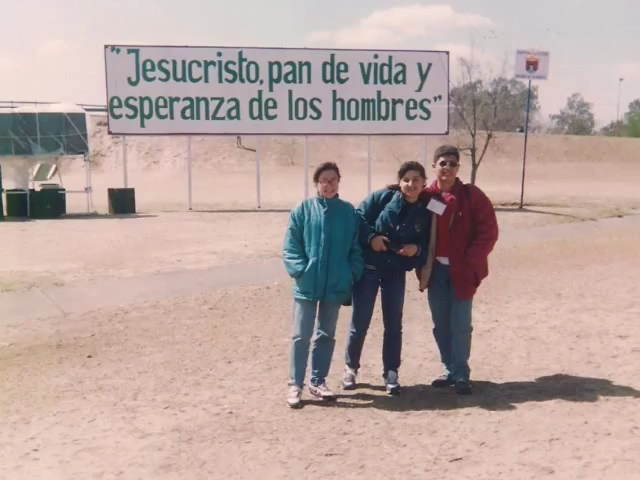 "Jesucristo, pan de vida y
esperanza de los hombres"